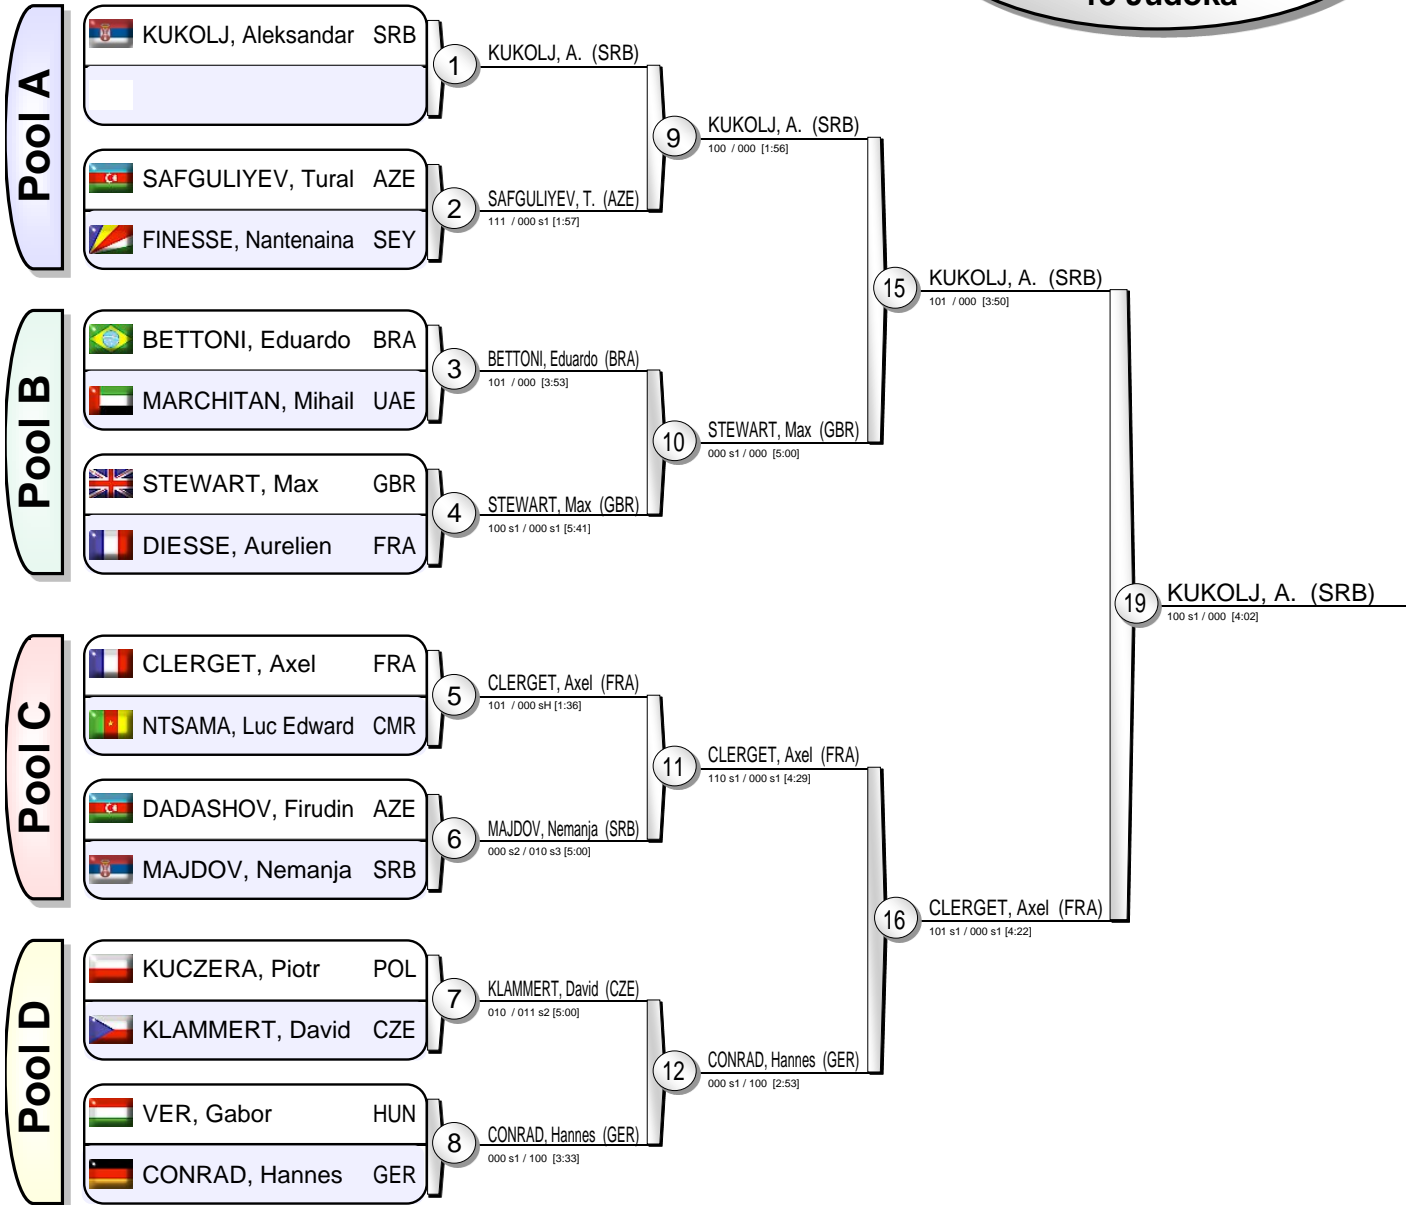 Judoka
Pool A
KUKOLJ, Aleksandar SRB
SAFGULIYEV, Tural AZE
FINESSE, Nantenaina SEY
1
KUKOLJ, A. (SRB)
2
SAFGULIYEV, T. (AZE)
111 / 000 s1 [1:57]
9
KUKOLJ, A. (SRB)
100 / 000 [1:56]
Pool B
BETTONI, Eduardo BRA
MARCHITAN, Mihail UAE
STEWART, Max GBR
DIESSE, Aurelien FRA
3
BETTONI, Eduardo (BRA)
101 / 000 [3:53]
4
STEWART, Max (GBR)
100 s1 / 000 s1 [5:41]
10
STEWART, Max (GBR)
000 s1 / 000 [5:00]
15
KUKOLJ, A. (SRB)
101 / 000 [3:50]
Pool C
CLERGET, Axel FRA
NTSAMA, Luc Edward CMR
DADASHOV, Firudin AZE
MAJDOV, Nemanja SRB
5
CLERGET, Axel (FRA)
101 / 000 sH [1:36]
6
MAJDOV, Nemanja (SRB)
000 s2 / 010 s3 [5:00]
11
CLERGET, Axel (FRA)
110 s1 / 000 s1 [4:29]
Pool D
KUCZERA, Piotr POL
KLAMMERT, David CZE
VER, Gabor HUN
CONRAD, Hannes GER
7
KLAMMERT, David (CZE)
010 / 011 s2 [5:00]
8
CONRAD, Hannes (GER)
000 s1 / 100 [3:33]
12
CONRAD, Hannes (GER)
000 s1 / 100 [2:53]
16
CLERGET, Axel (FRA)
101 s1 / 000 s1 [4:22]
19
KUKOLJ, A. (SRB)
100 s1 / 000 [4:02]